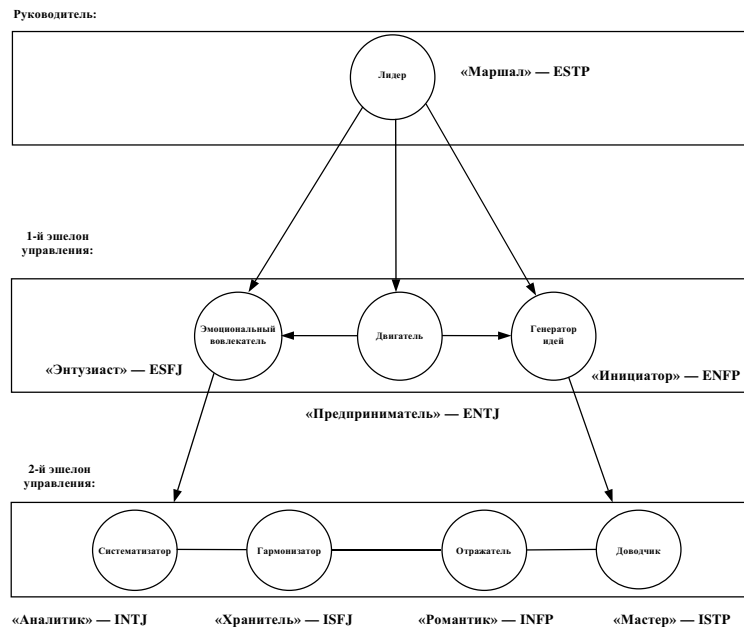 Руководитель:
Лидер
«Маршал» — ESTP
1-й эшелон
управления:
Эмоциональный
вовлекатель
Двигатель
Генератор
идей
«Энтузиаст» — ESFJ
«Инициатор» — ENFP
«Предприниматель» — ENTJ
2-й эшелон
управления:
Систематизатор
Гармонизатор
Отражатель
Доводчик
«Аналитик» — INTJ
«Хранитель» — ISFJ
«Романтик» — INFP
«Мастер» — ISTP